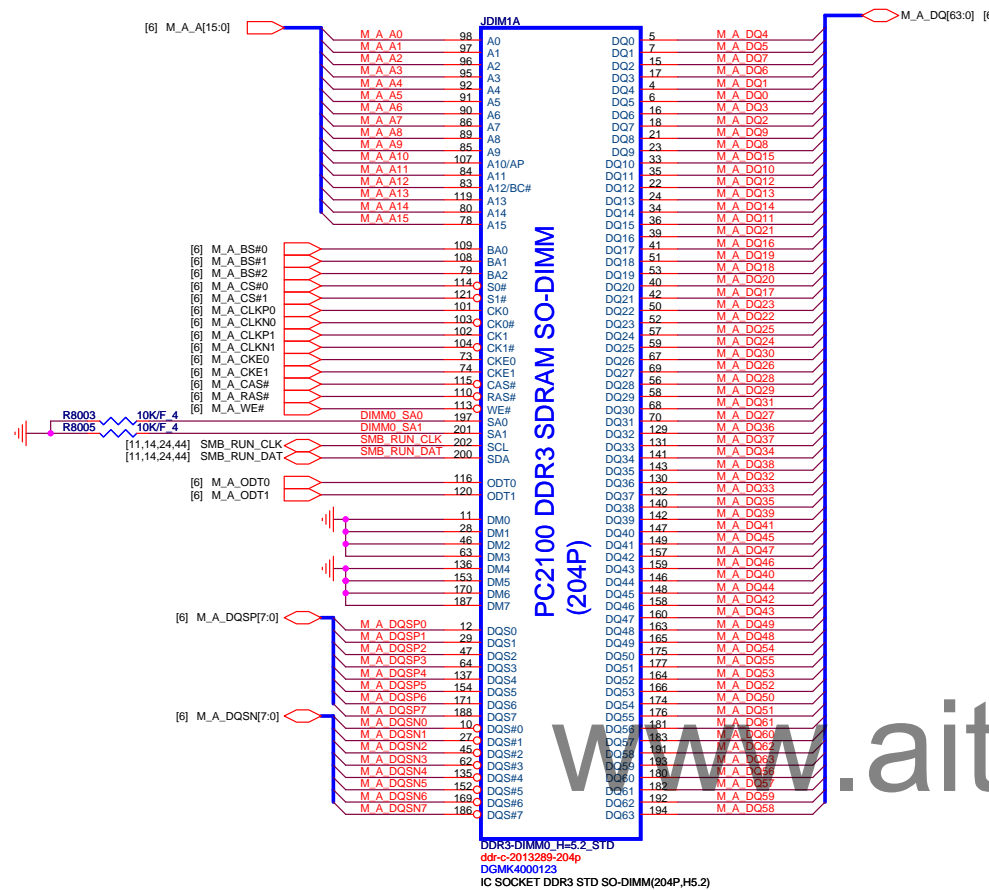 [6] M_A_A[15:0]
JDIM1A
M_A_DQ[63:0]
M_A_A0 98 A0
M_A_A1 97 A1
M_A_A2 96 A2
M_A_A3 95 A3
M_A_A4 92 A4
M_A_A5 91 A5
M_A_A6 90 A6
M_A_A7 86 A7
M_A_A8 89 A8
M_A_A9 85 A9
M_A_A10 107 A10/AP
M_A_A11 84 A11
M_A_A12 83 A12/BC#
M_A_A13 119 A13
M_A_A14 80 A14
M_A_A15 78 A15
[6] M_A_BS#0 109 BA0
[6] M_A_BS#1 108 BA1
[6] M_A_BS#2 79 BA2
[6] M_A_CS#0 114 S0#
[6] M_A_CS#1 121 S1#
[6] M_A_CLKP0 101 CK0
[6] M_A_CLKN0 103 CK0#
[6] M_A_CLKP1 102 CK1
[6] M_A_CLKN1 104 CK1#
[6] M_A_CKE0 73 CKE0
[6] M_A_CKE1 74 CKE1
[6] M_A_CAS# 115 CAS#
[6] M_A_RAS# 110 RAS#
[6] M_A_WE# 113 WE#
R8003 10K/F_4 DIMM0_SA0 197 SA0
R8005 10K/F_4 DIMM0_SA1 201 SA1
[11,14,24,44] SMB_RUN_CLK SMB_RUN_CLK 202 SCL
[11,14,24,44] SMB_RUN_DAT SMB_RUN_DAT 200 SDA
[6] M_A_ODT0 116 ODT0
[6] M_A_ODT1 120 ODT1
11 DM0
28 DM1
46 DM2
63 DM3
136 DM4
153 DM5
170 DM6
187 DM7
[6] M_A_DQSP[7:0]
M_A_DQSP0 12 DQS0
M_A_DQSP1 29 DQS1
M_A_DQSP2 47 DQS2
M_A_DQSP3 64 DQS3
M_A_DQSP4 137 DQS4
M_A_DQSP5 154 DQS5
M_A_DQSP6 171 DQS6
M_A_DQSP7 188 DQS7
[6] M_A_DQSN[7:0]
M_A_DQSN0 10 DQS#0
M_A_DQSN1 27 DQS#1
M_A_DQSN2 45 DQS#2
M_A_DQSN3 62 DQS#3
M_A_DQSN4 135 DQS#4
M_A_DQSN5 152 DQS#5
M_A_DQSN6 169 DQS#6
M_A_DQSN7 186 DQS#7
PC2100 DDR3 SDRAM SO-DIMM
(204P)
DQ0 5 M_A_DQ4
DQ1 7 M_A_DQ5
DQ2 15 M_A_DQ7
DQ3 17 M_A_DQ6
DQ4 4 M_A_DQ1
DQ5 6 M_A_DQ0
DQ6 16 M_A_DQ3
DQ7 18 M_A_DQ2
DQ8 21 M_A_DQ9
DQ9 23 M_A_DQ8
DQ10 33 M_A_DQ15
DQ11 35 M_A_DQ10
DQ12 22 M_A_DQ12
DQ13 24 M_A_DQ13
DQ14 34 M_A_DQ14
DQ15 36 M_A_DQ11
DQ16 39 M_A_DQ21
DQ17 41 M_A_DQ16
DQ18 51 M_A_DQ19
DQ19 53 M_A_DQ18
DQ20 40 M_A_DQ20
DQ21 42 M_A_DQ17
DQ22 50 M_A_DQ23
DQ23 52 M_A_DQ22
DQ24 57 M_A_DQ25
DQ25 59 M_A_DQ24
DQ26 67 M_A_DQ30
DQ27 69 M_A_DQ26
DQ28 56 M_A_DQ28
DQ29 58 M_A_DQ29
DQ30 68 M_A_DQ31
DQ31 70 M_A_DQ27
DQ32 129 M_A_DQ36
DQ33 131 M_A_DQ37
DQ34 141 M_A_DQ34
DQ35 143 M_A_DQ38
DQ36 130 M_A_DQ32
DQ37 132 M_A_DQ33
DQ38 140 M_A_DQ35
DQ39 142 M_A_DQ39
DQ40 147 M_A_DQ41
DQ41 149 M_A_DQ45
DQ42 157 M_A_DQ47
DQ43 159 M_A_DQ46
DQ44 146 M_A_DQ40
DQ45 148 M_A_DQ44
DQ46 158 M_A_DQ42
DQ47 160 M_A_DQ43
DQ48 163 M_A_DQ49
DQ49 165 M_A_DQ48
DQ50 175 M_A_DQ54
DQ51 177 M_A_DQ55
DQ52 164 M_A_DQ53
DQ53 166 M_A_DQ52
DQ54 174 M_A_DQ50
DQ55 176 M_A_DQ51
DQ56 181 M_A_DQ61
DQ57 183 M_A_DQ60
DQ58 191 M_A_DQ62
DQ59 193 M_A_DQ63
DQ60 180 M_A_DQ56
DQ61 182 M_A_DQ57
DQ62 192 M_A_DQ59
DQ63 194 M_A_DQ58
www.ait
DDR3-DIMM0_H=5.2_STD
ddr-c-2013289-204p
DGMK4000123
IC SOCKET DDR3 STD SO-DIMM(204P,H5.2)